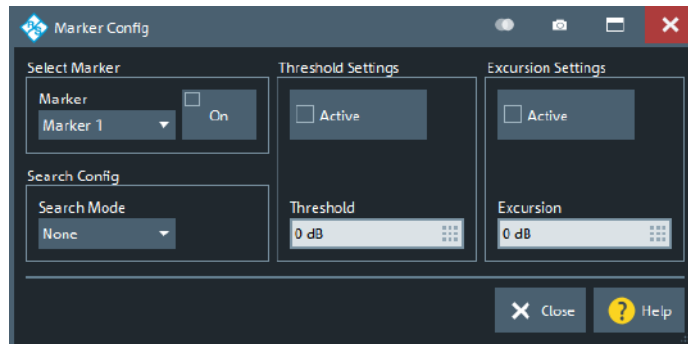 Marker Config
Select Marker
Marker
Marker 1
On
Search Config
Search Mode
None
Threshold Settings
Active
Threshold
0 dB
Excursion Settings
Active
Excursion
0 dB
Close
? Help